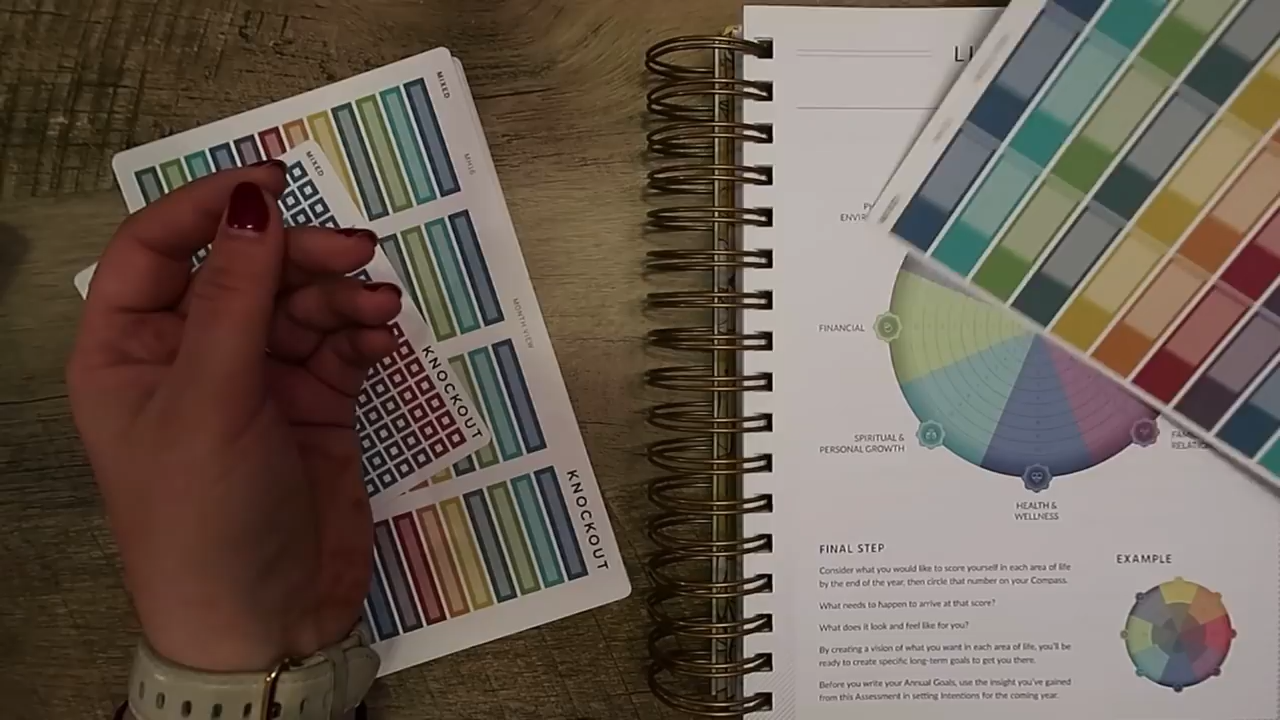 MIXED
MH16
MONTH VIEW
KNOCKOUT
MIXED
KNOCKOUT
FINANCIAL
SPIRITUAL &
PERSONAL GROWTH
HEALTH &
WELLNESS
FINAL STEP
Consider what you would like to score yourself in each area of life
by the end of the year, then circle that number on your Compass.
What needs to happen to arrive at that score?
What does it look and feel like for you?
By creating a vision of what you want in each area of life, you'll be
ready to create specific long-term goals to get you there.
Before you write your Annual Goals, use the insight you've gained
from this Assessment in setting Intentions for the coming year.
EXAMPLE